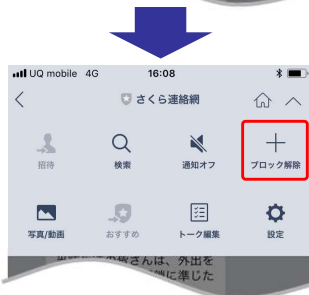 UQ mobile 4G 16:08
さくら連絡網
招待 検索 通知オフ ブロック解除
写真/動画 おすすめ トーク編集 設定
皆さんは、外出を
に準じた